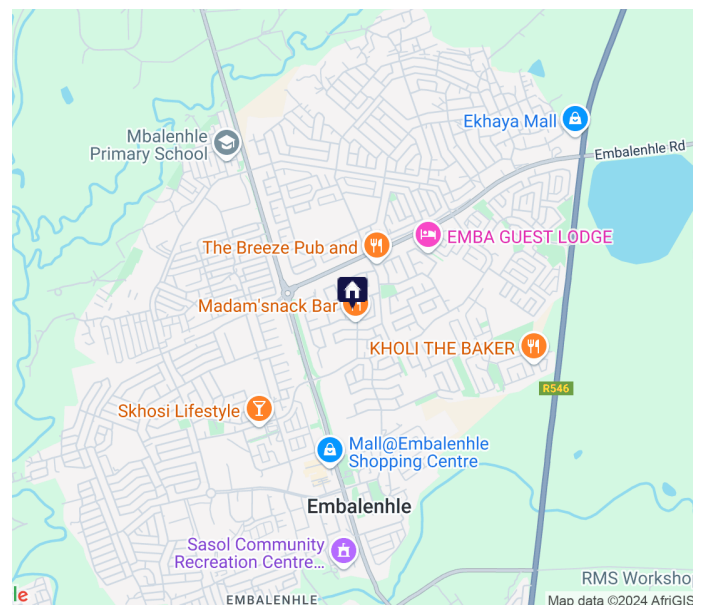 Ekhaya Mall
Mbalenhle
Primary School
Embalenhle Rd
EMBA GUEST LODGE
The Breeze Pub and
Madam'snack Bar
KHOLI THE BAKER
R546
Skhosi Lifestyle
Mall@Embalenhle
Shopping Centre
Embalenhle
Sasol Community
Recreation Centre...
RMS Worksho
le
EMBALENHLE
Map data ©2024 AfriGIS